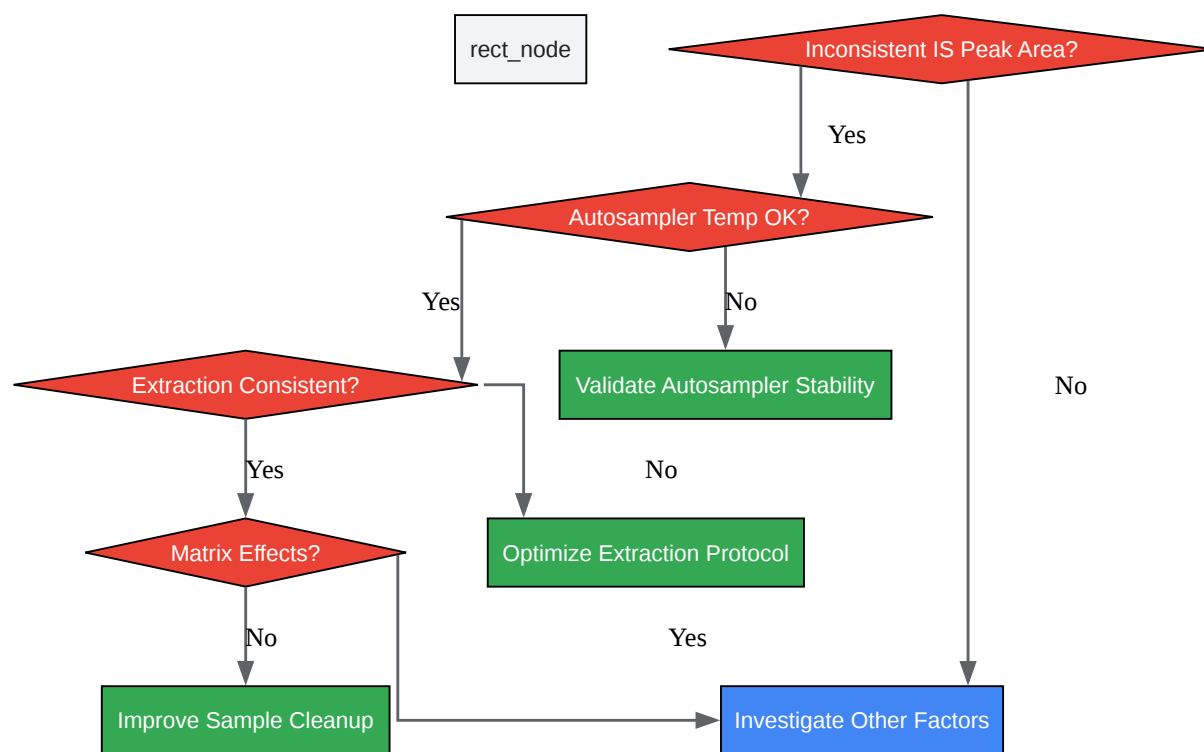 rect_node
Inconsistent IS Peak Area?
Yes
Autosampler Temp OK?
Yes
No
Extraction Consistent?
Validate Autosampler Stability
No
Yes
No
Matrix Effects?
Optimize Extraction Protocol
No
Yes
Improve Sample Cleanup
Investigate Other Factors